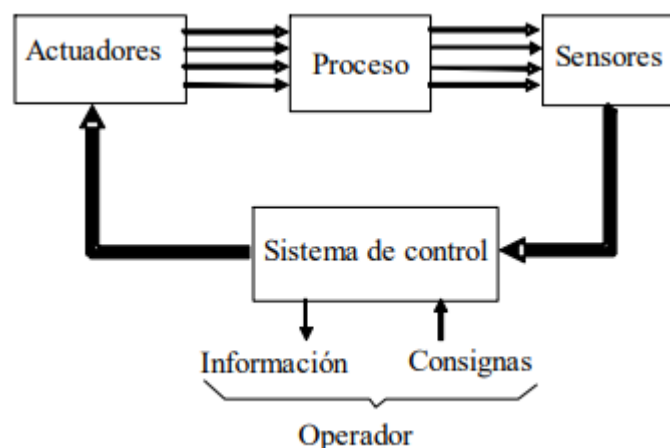 Actuadores
Proceso
Sensores
Sistema de control
Información
Consignas
Operador